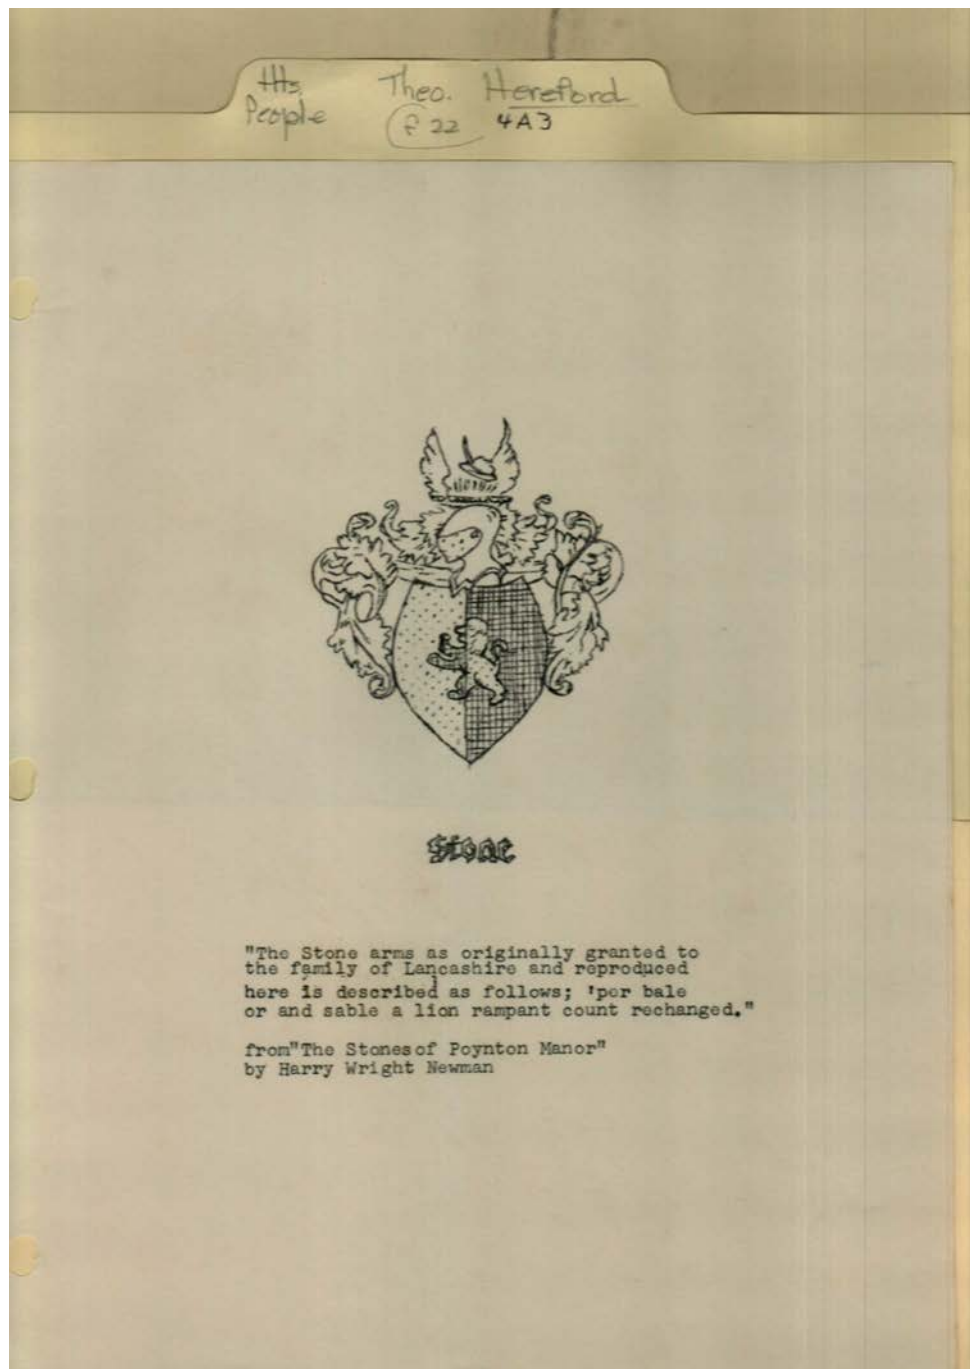 HHs, Theo. Hereford
People f 22 4A3
Stone
"The Stone arms as originally granted to
the family of Lancashire and reproduced
here is described as follows; 'per bale
or and sable a lion rampant count rechanged."
from"The Stonesof Poynton Manor"
by Harry Wright Newman